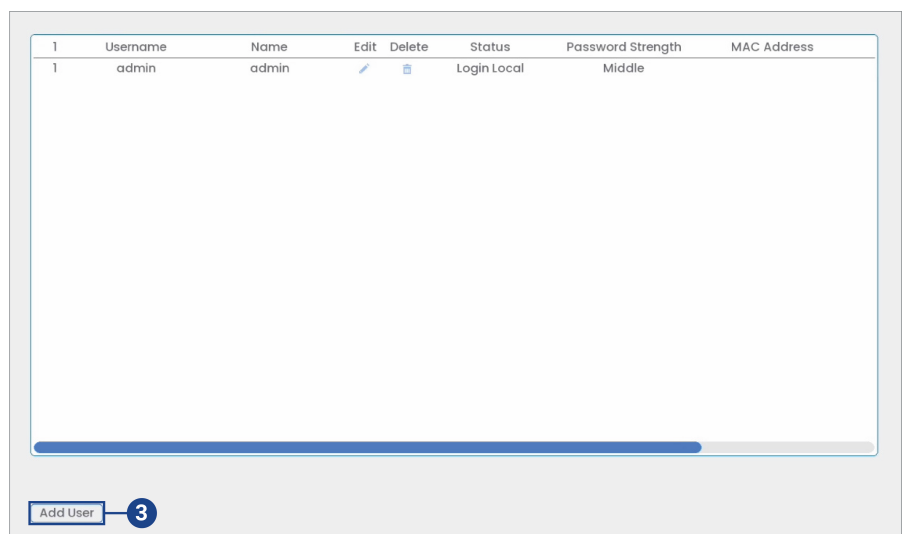 1 Username Name Edit Delete Status Password Strength MAC Address
1 admin admin Login Local Middle
Add User 3